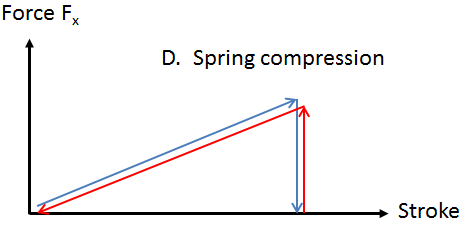 Force Fx
D. Spring compression
Stroke